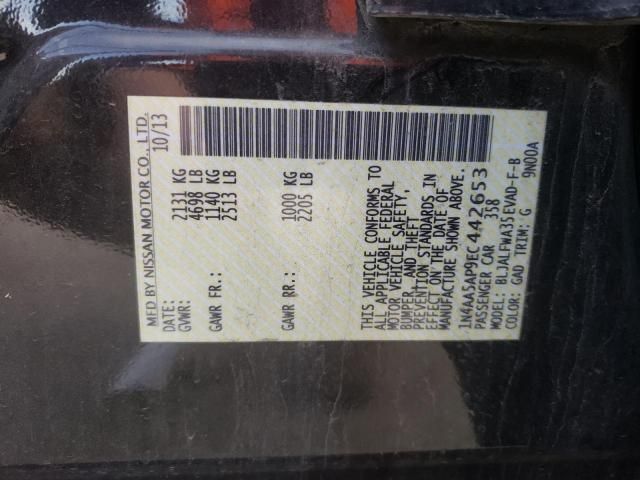 MFD BY NISSAN MOTOR CO., LTD.
DATE: 10/13
GVWR: 2131 KG
4698 LB
GAWR FR.: 1140 KG
2513 LB
GAWR RR.: 1000 KG
2205 LB
THIS VEHICLE CONFORMS TO
ALL APPLICABLE FEDERAL
MOTOR VEHICLE SAFETY,
BUMPER, AND THEFT
PREVENTION STANDARDS IN
EFFECT ON THE DATE OF
MANUFACTURE SHOWN ABOVE.
1N4AA5AP9EC442653
PASSENGER CAR 358
MODEL: BLJALFWA35EVAD-F-B
COLOR: GAD TRIM: G 9N00A